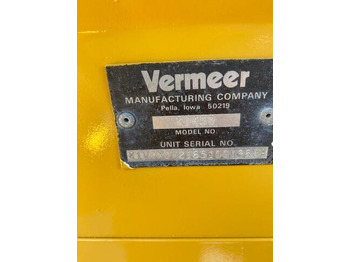 Vermeer
MANUFACTURING COMPANY
Pella, Iowa 50219
MODEL NO.
UNIT SERIAL NO.